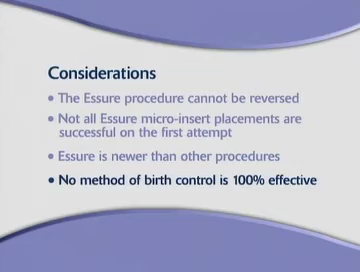 Considerations
• The Essure procedure cannot be reversed
• Not all Essure micro-insert placements are
successful on the first attempt
• Essure is newer than other procedures
• No method of birth control is 100% effective